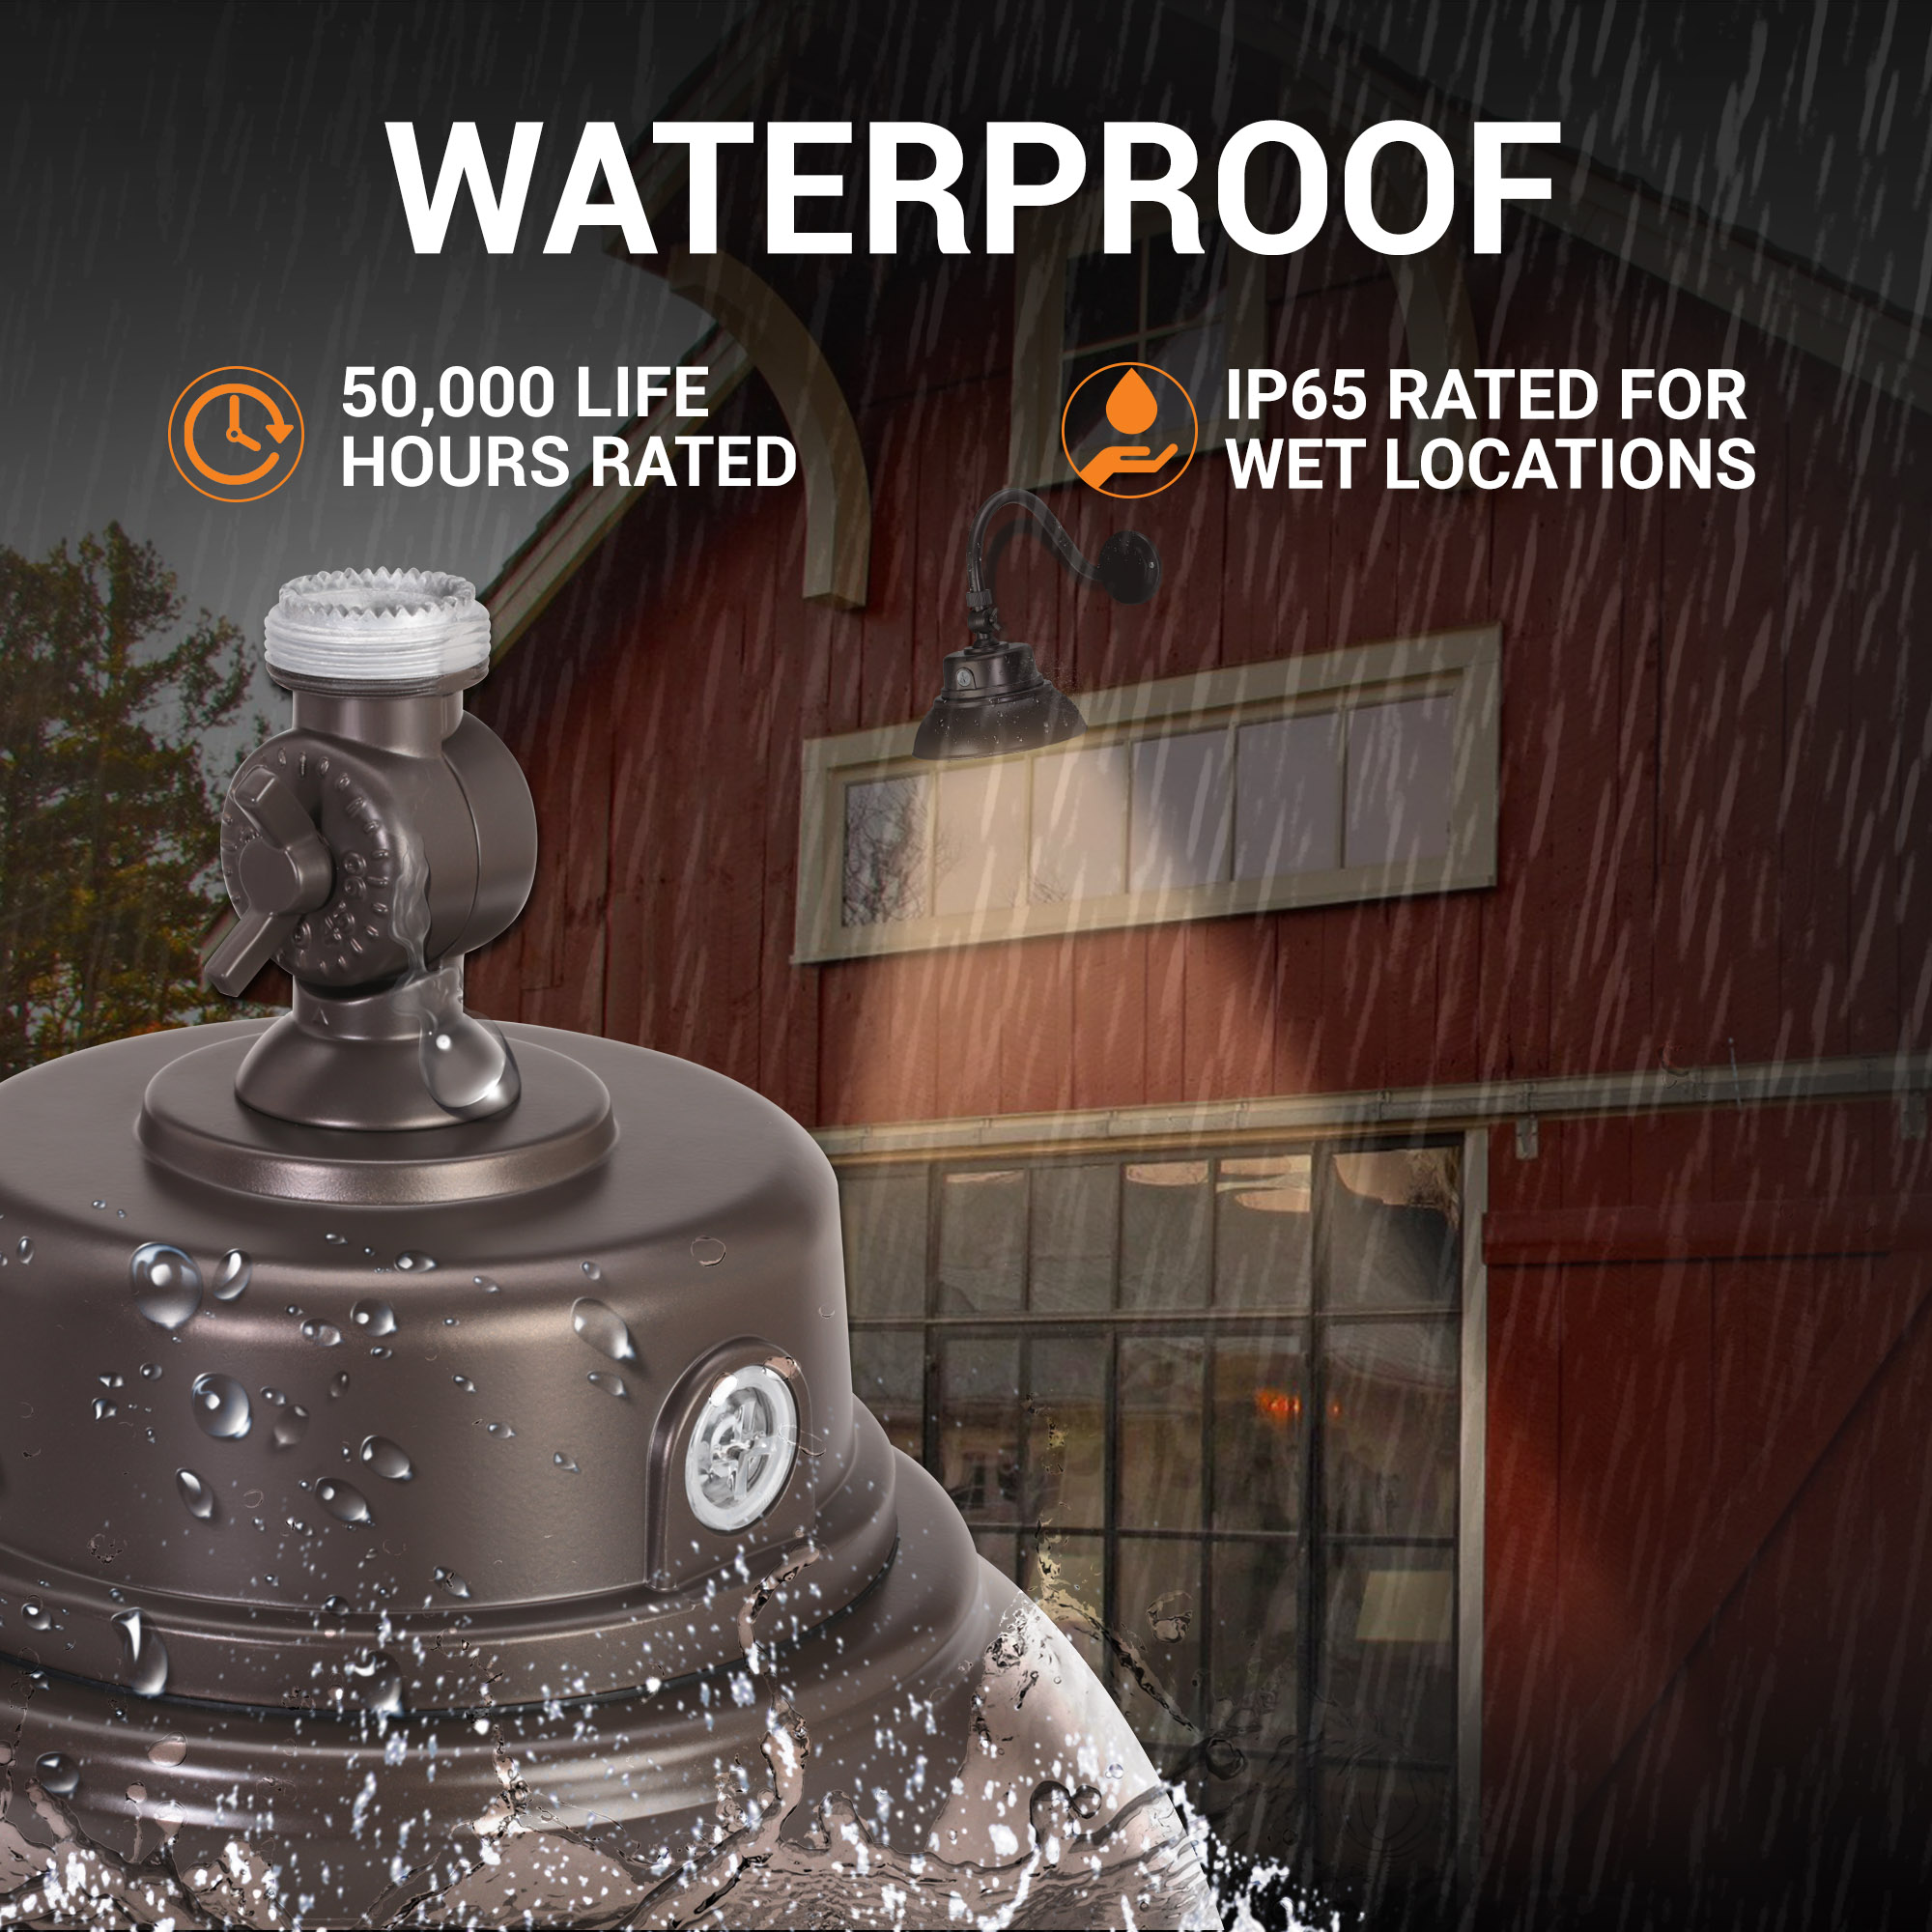 WATERPROOF
50,000 LIFE
HOURS RATED
IP65 RATED FOR
WET LOCATIONS